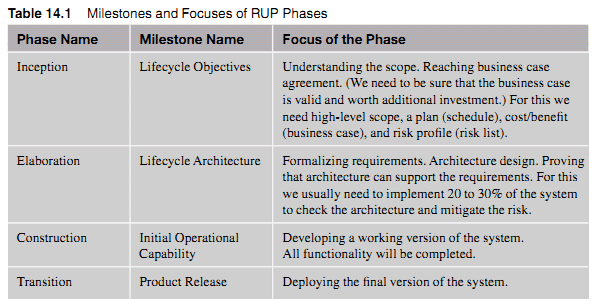 Table 14.1 Milestones and Focuses of RUP Phases
Phase Name Milestone Name Focus of the Phase
Inception Lifecycle Objectives Understanding the scope. Reaching business case
agreement. (We need to be sure that the business case
is valid and worth additional investment.) For this we
need high-level scope, a plan (schedule), cost/benefit
(business case), and risk profile (risk list).
Elaboration Lifecycle Architecture Formalizing requirements. Architecture design. Proving
that architecture can support the requirements. For this
we usually need to implement 20 to 30% of the system
to check the architecture and mitigate the risk.
Construction Initial Operational Developing a working version of the system.
Capability All functionality will be completed.
Transition Product Release Deploying the final version of the system.